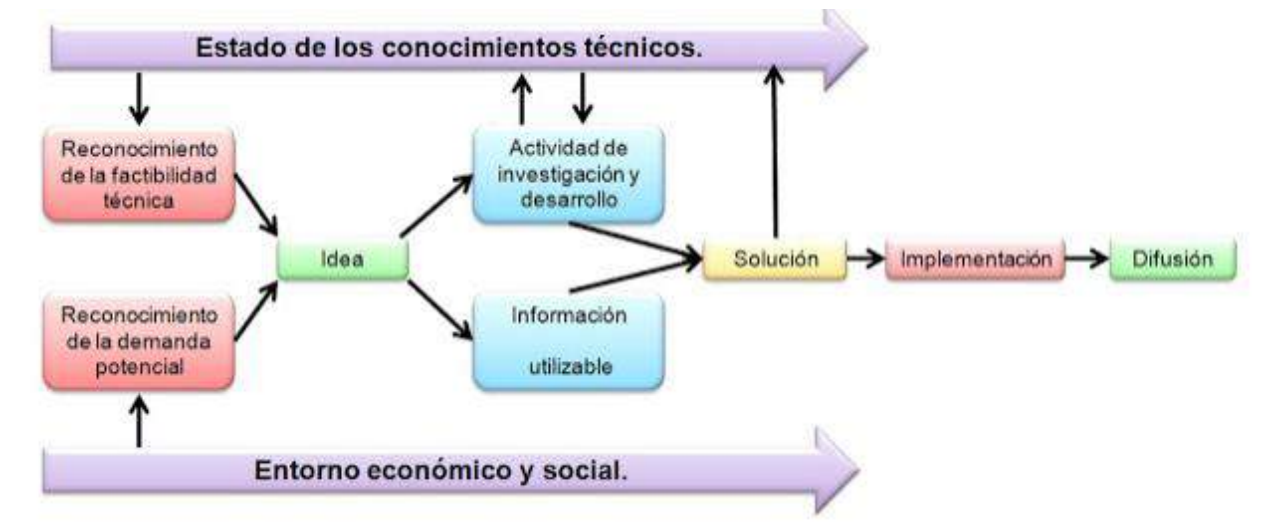 Estado de los conocimientos técnicos.
Reconocimiento
de la factibilidad
técnica
Actividad de
investigación y
desarrollo
Idea
Solución
Implementación
Difusión
Reconocimiento
de la demanda
potencial
Información
utilizable
Entorno económico y social.